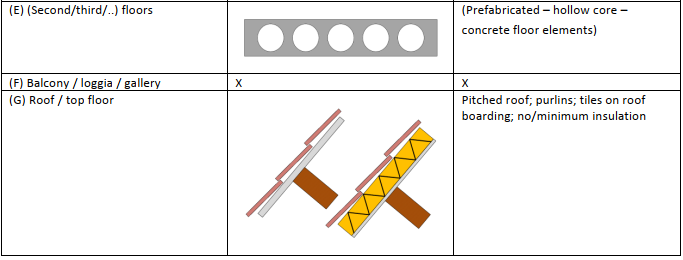 (E) (Second/third/..) floors
(Prefabricated – hollow core –
concrete floor elements)
(F) Balcony / loggia / gallery
X
X
(G) Roof / top floor
Pitched roof; purlins; tiles on roof
boarding; no/minimum insulation